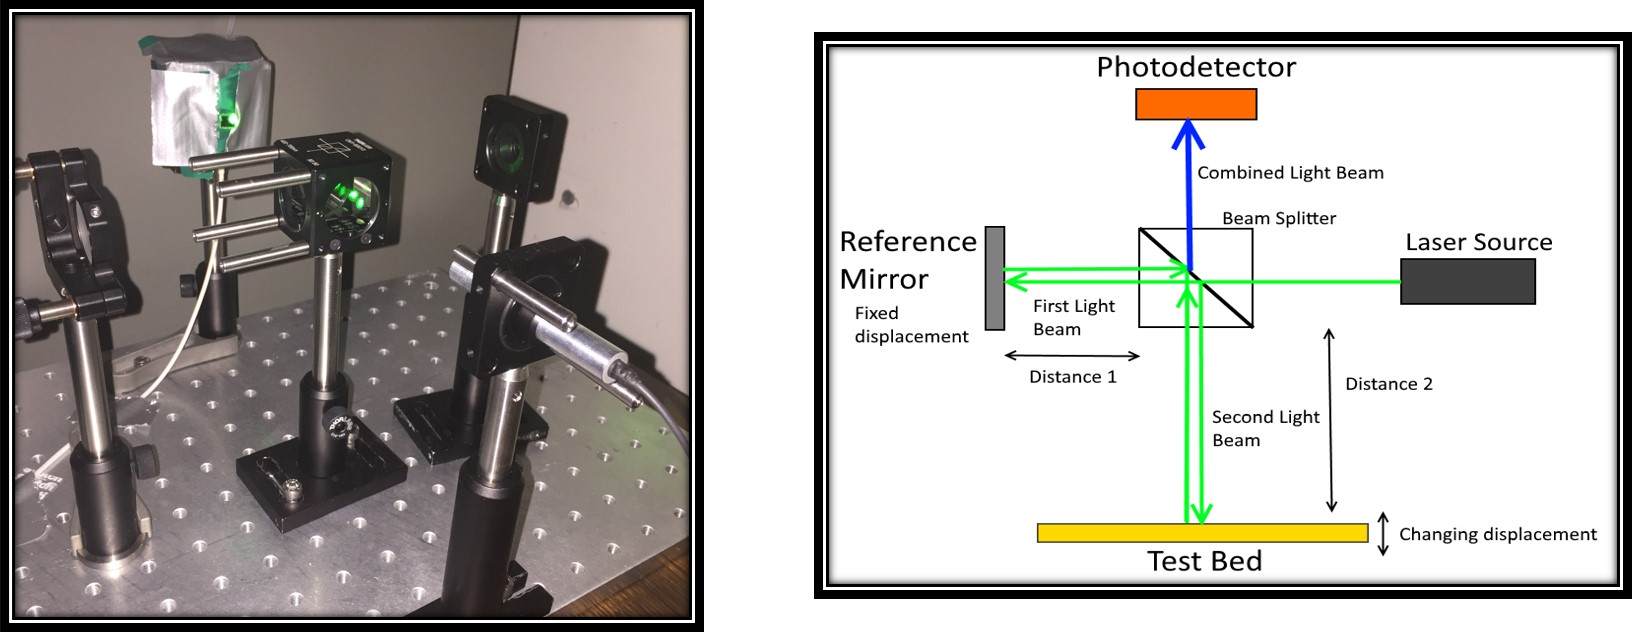 Photodetector
Combined Light Beam
Beam Splitter
Reference
Mirror
Laser Source
Fixed
displacement
First Light
Beam
Distance 1
Distance 2
Second Light
Beam
Changing displacement
Test Bed